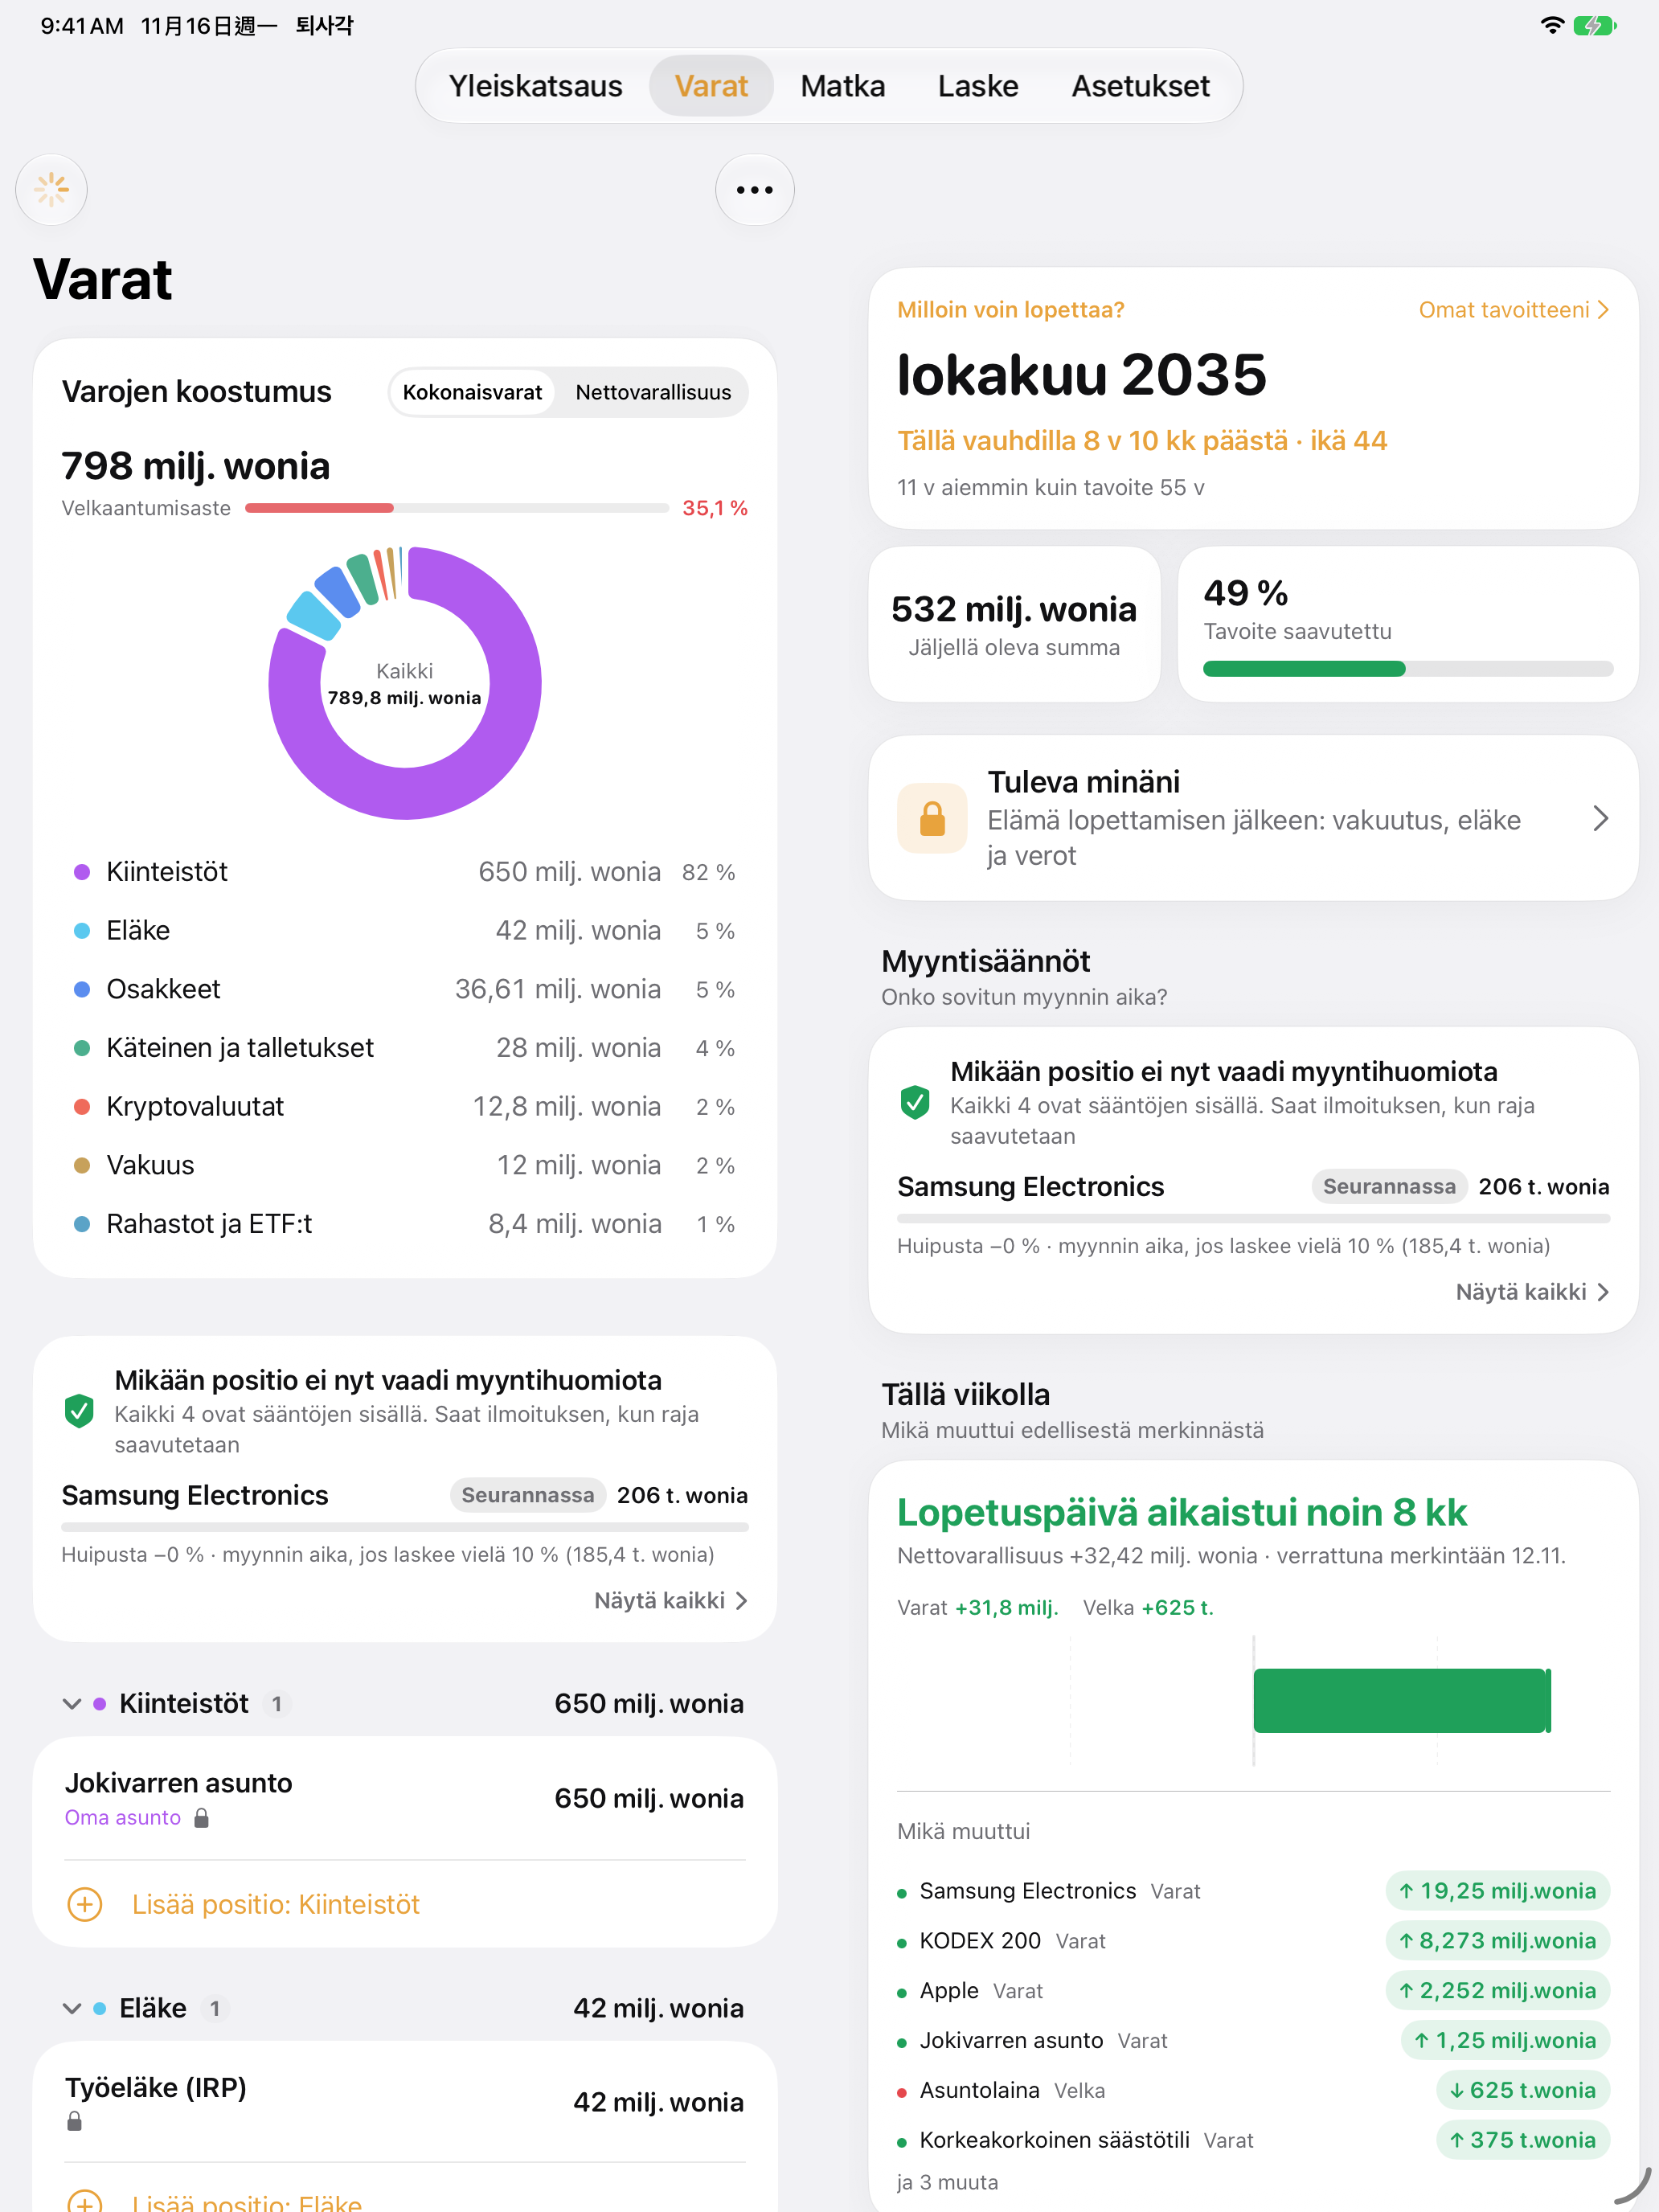 9:41 AM 11月16日週一 퇴사각
Yleiskatsaus Varat Matka Laske Asetukset
Varat
Varojen koostumus Kokonaisvarat Nettovarallisuus
798 milj. wonia
Velkaantumisaste 35,1 %
Kaikki
789,8 milj. wonia
Kiinteistöt 650 milj. wonia 82 %
Eläke 42 milj. wonia 5 %
Osakkeet 36,61 milj. wonia 5 %
Käteinen ja talletukset 28 milj. wonia 4 %
Kryptovaluutat 12,8 milj. wonia 2 %
Vakuus 12 milj. wonia 2 %
Rahastot ja ETF:t 8,4 milj. wonia 1 %
Mikään positio ei nyt vaadi myyntihuomiota
Kaikki 4 ovat sääntöjen sisällä. Saat ilmoituksen, kun raja
saavutetaan
Samsung Electronics Seurannassa 206 t. wonia
Huipusta −0 % · myynnin aika, jos laskee vielä 10 % (185,4 t. wonia)
Näytä kaikki
Kiinteistöt 1 650 milj. wonia
Jokivarren asunto 650 milj. wonia
Oma asunto
Lisää positio: Kiinteistöt
Eläke 1 42 milj. wonia
Työeläke (IRP) 42 milj. wonia
Lisää positio: Eläke
Milloin voin lopettaa? Omat tavoitteeni
lokakuu 2035
Tällä vauhdilla 8 v 10 kk päästä · ikä 44
11 v aiemmin kuin tavoite 55 v
532 milj. wonia
Jäljellä oleva summa
49 %
Tavoite saavutettu
Tuleva minäni
Elämä lopettamisen jälkeen: vakuutus, eläke
ja verot
Myyntisäännöt
Onko sovitun myynnin aika?
Mikään positio ei nyt vaadi myyntihuomiota
Kaikki 4 ovat sääntöjen sisällä. Saat ilmoituksen, kun raja
saavutetaan
Samsung Electronics Seurannassa 206 t. wonia
Huipusta −0 % · myynnin aika, jos laskee vielä 10 % (185,4 t. wonia)
Näytä kaikki
Tällä viikolla
Mikä muuttui edellisestä merkinnästä
Lopetuspäivä aikaistui noin 8 kk
Nettovarallisuus +32,42 milj. wonia · verrattuna merkintään 12.11.
Varat +31,8 milj. Velka +625 t.
Mikä muuttui
Samsung Electronics Varat ↑ 19,25 milj.wonia
KODEX 200 Varat ↑ 8,273 milj.wonia
Apple Varat ↑ 2,252 milj.wonia
Jokivarren asunto Varat ↑ 1,25 milj.wonia
Asuntolaina Velka ↓ 625 t.wonia
Korkeakorkoinen säästötili Varat ↑ 375 t.wonia
ja 3 muuta